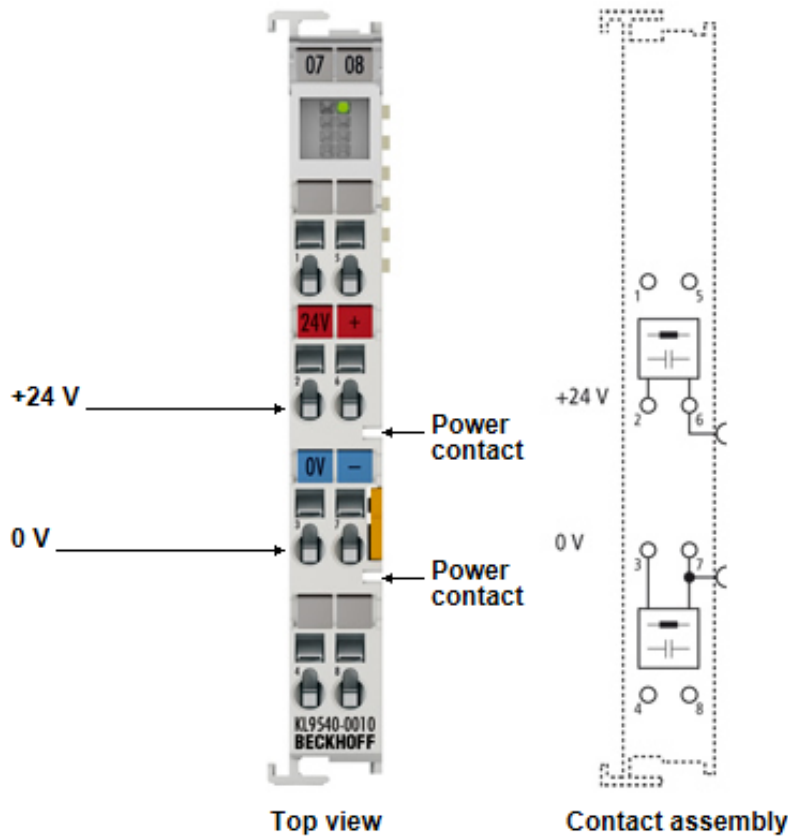 07 08
1 5
24V +
2 6
+24 V
Power
contact
0V −
3 7
0 V
Power
contact
4 8
KL9540-0010
BECKHOFF
Top view
1 5
+24 V
2 6
0 V
3 7
4 8
Contact assembly